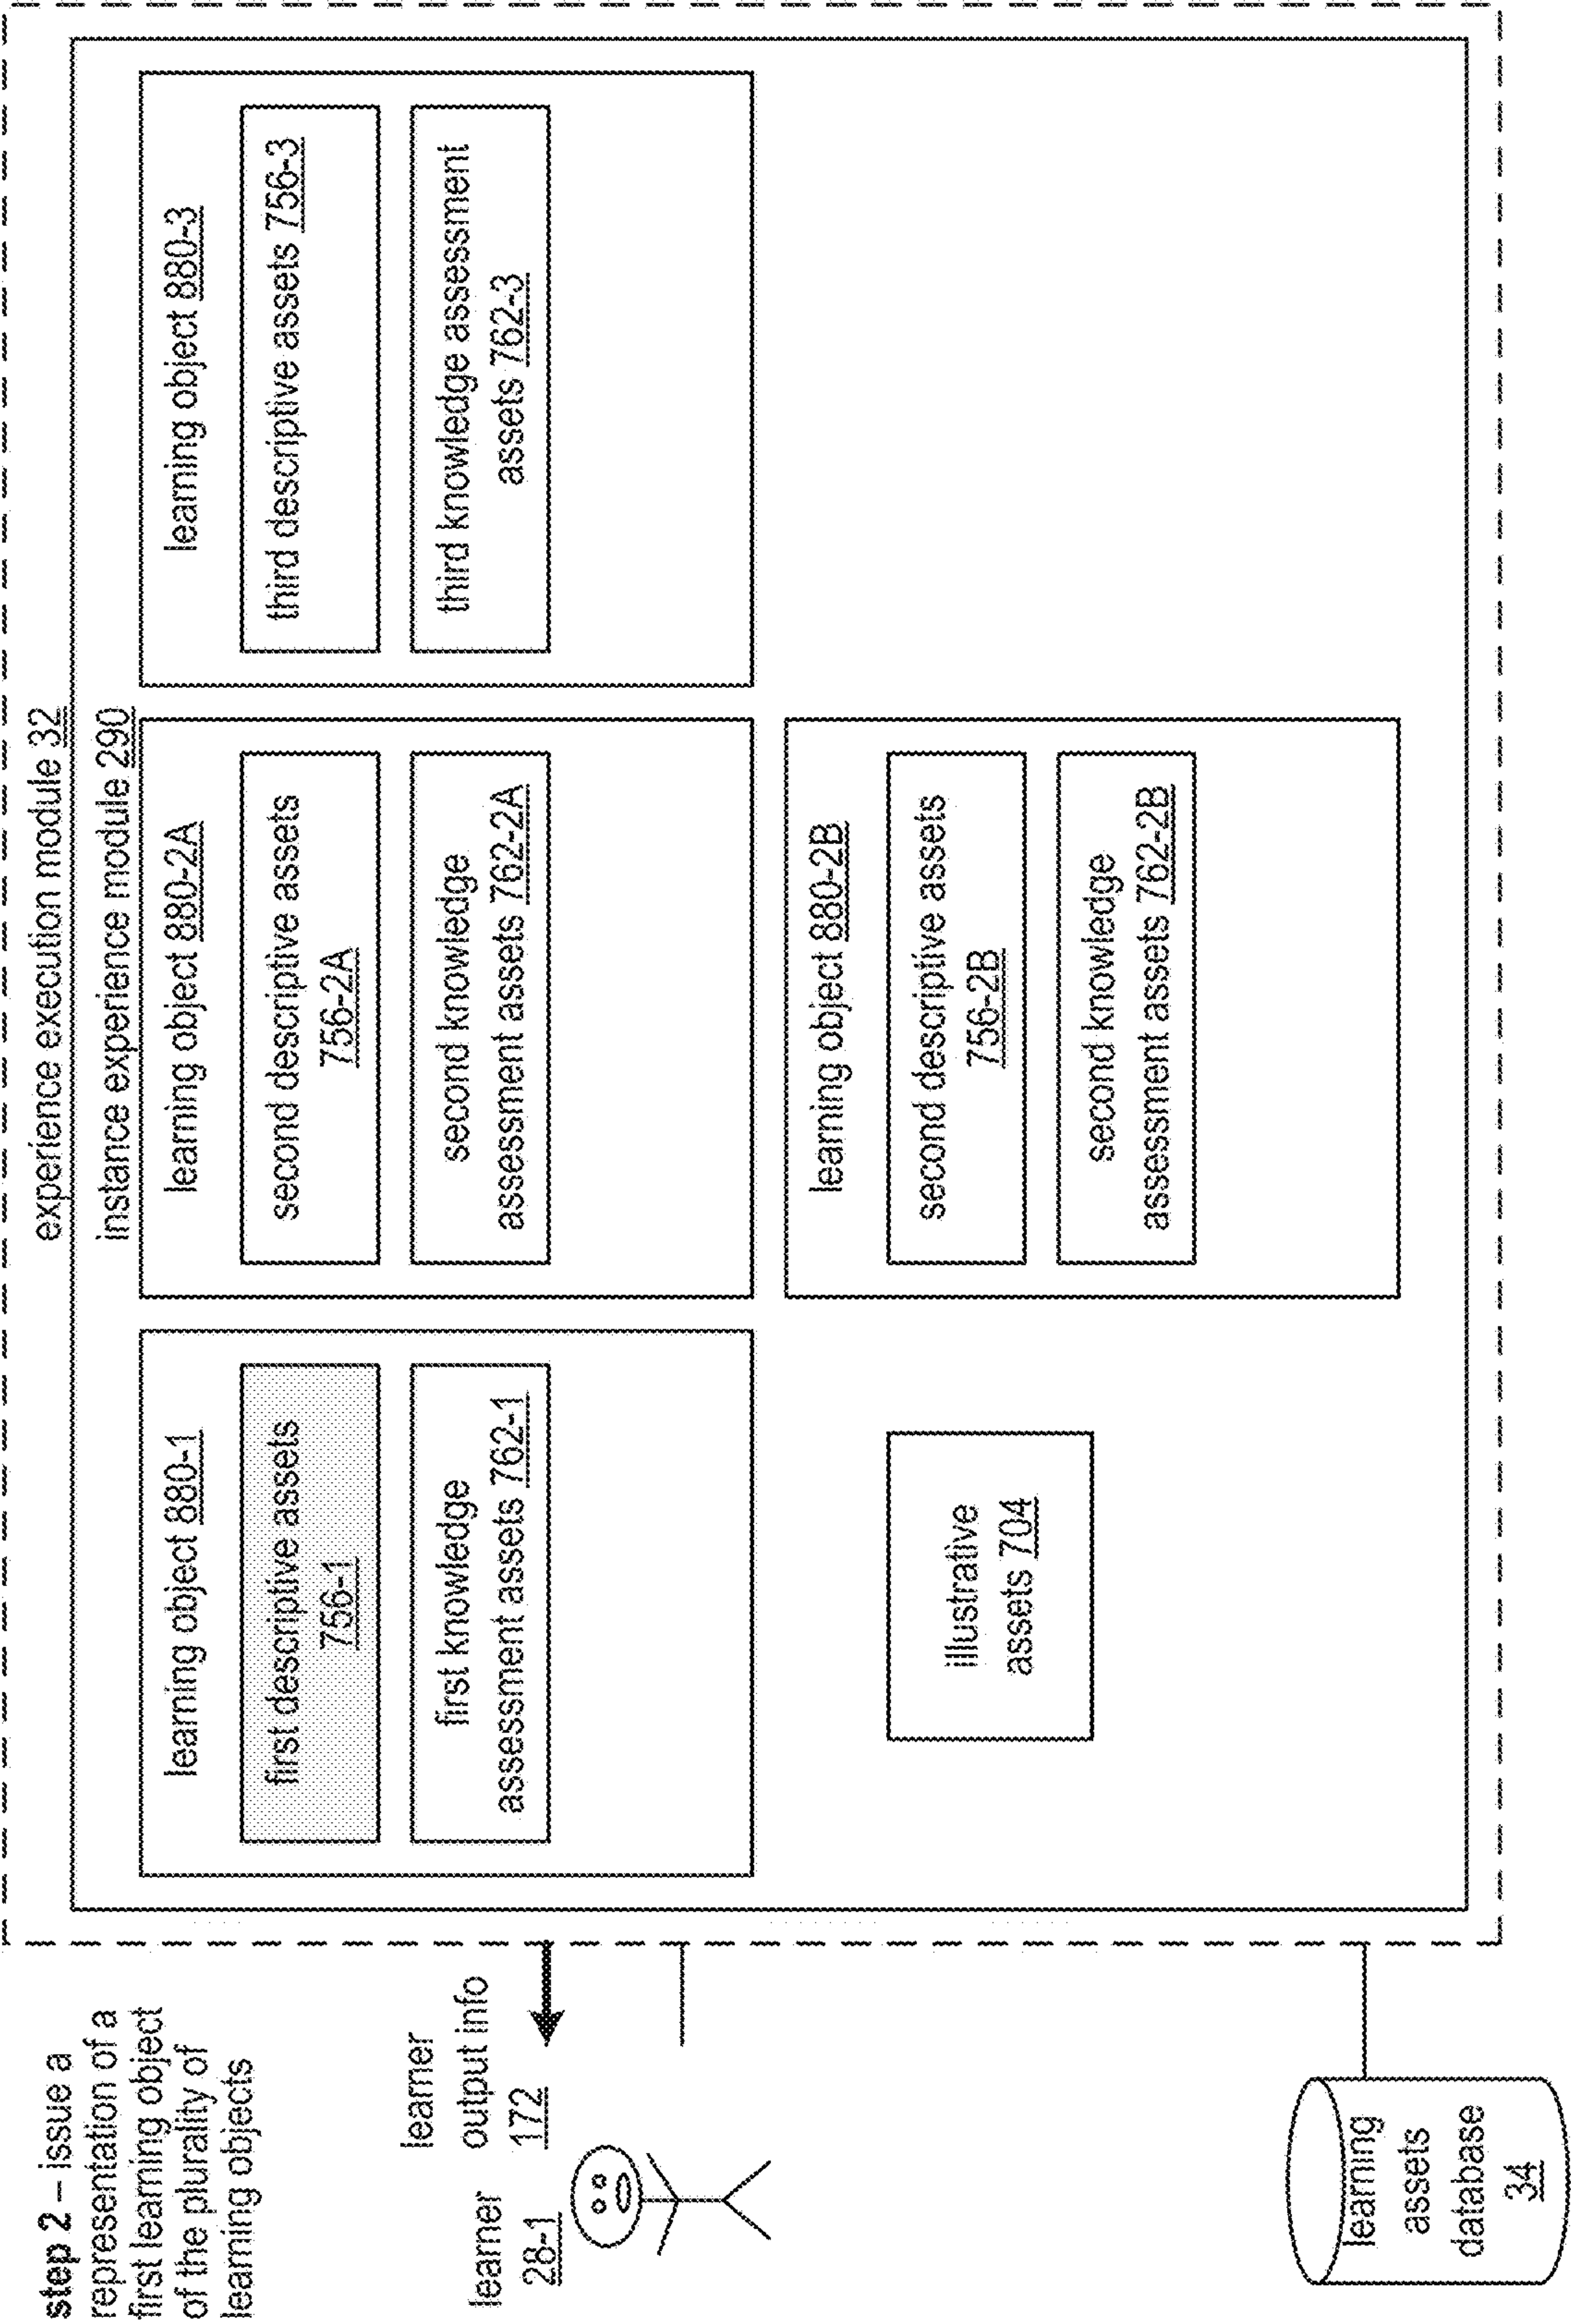 step 2 – issue a
representation of a
first learning object
of the plurality of
learning objects
learner
output info
172
learner
28-1
learning
assets
database
34
experience execution module 32
instance experience module 290
learning object 880-1
first descriptive assets
756-1
first knowledge
assessment assets 762-1
illustrative
assets 704
learning object 880-2A
second descriptive assets
756-2A
second knowledge
assessment assets 762-2A
learning object 880-2B
second descriptive assets
756-2B
second knowledge
assessment assets 762-2B
learning object 880-3
third descriptive assets 756-3
third knowledge assessment
assets 762-3